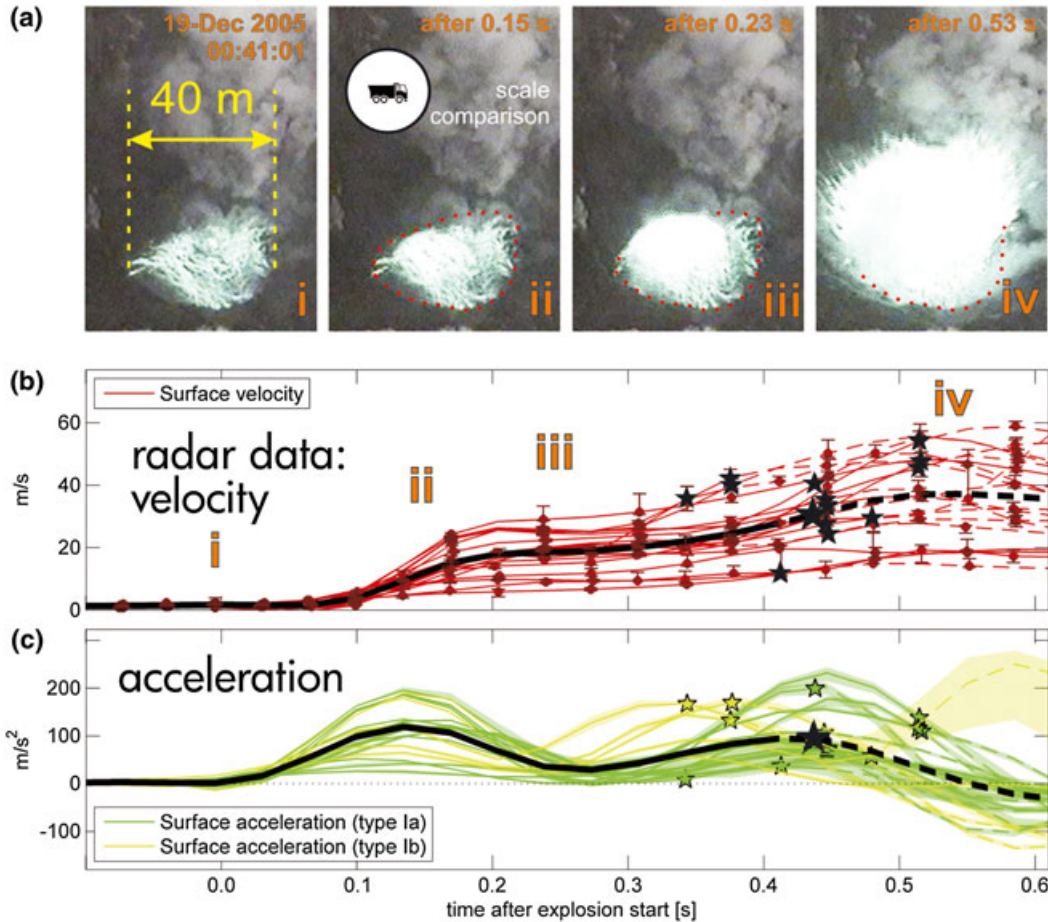 (a)
19-Dec 2005
00:41:01
40 m
i
after 0.15 s
scale
comparison
ii
after 0.23 s
iii
after 0.53 s
iv
(b)
Surface velocity
radar data:
velocity
i
ii
iii
iv
m/s
60
40
20
0
(c)
acceleration
m/s²
200
100
0
-100
Surface acceleration (type Ia)
Surface acceleration (type Ib)
0.0
0.1
0.2
0.3
0.4
0.5
0.6
time after explosion start [s]